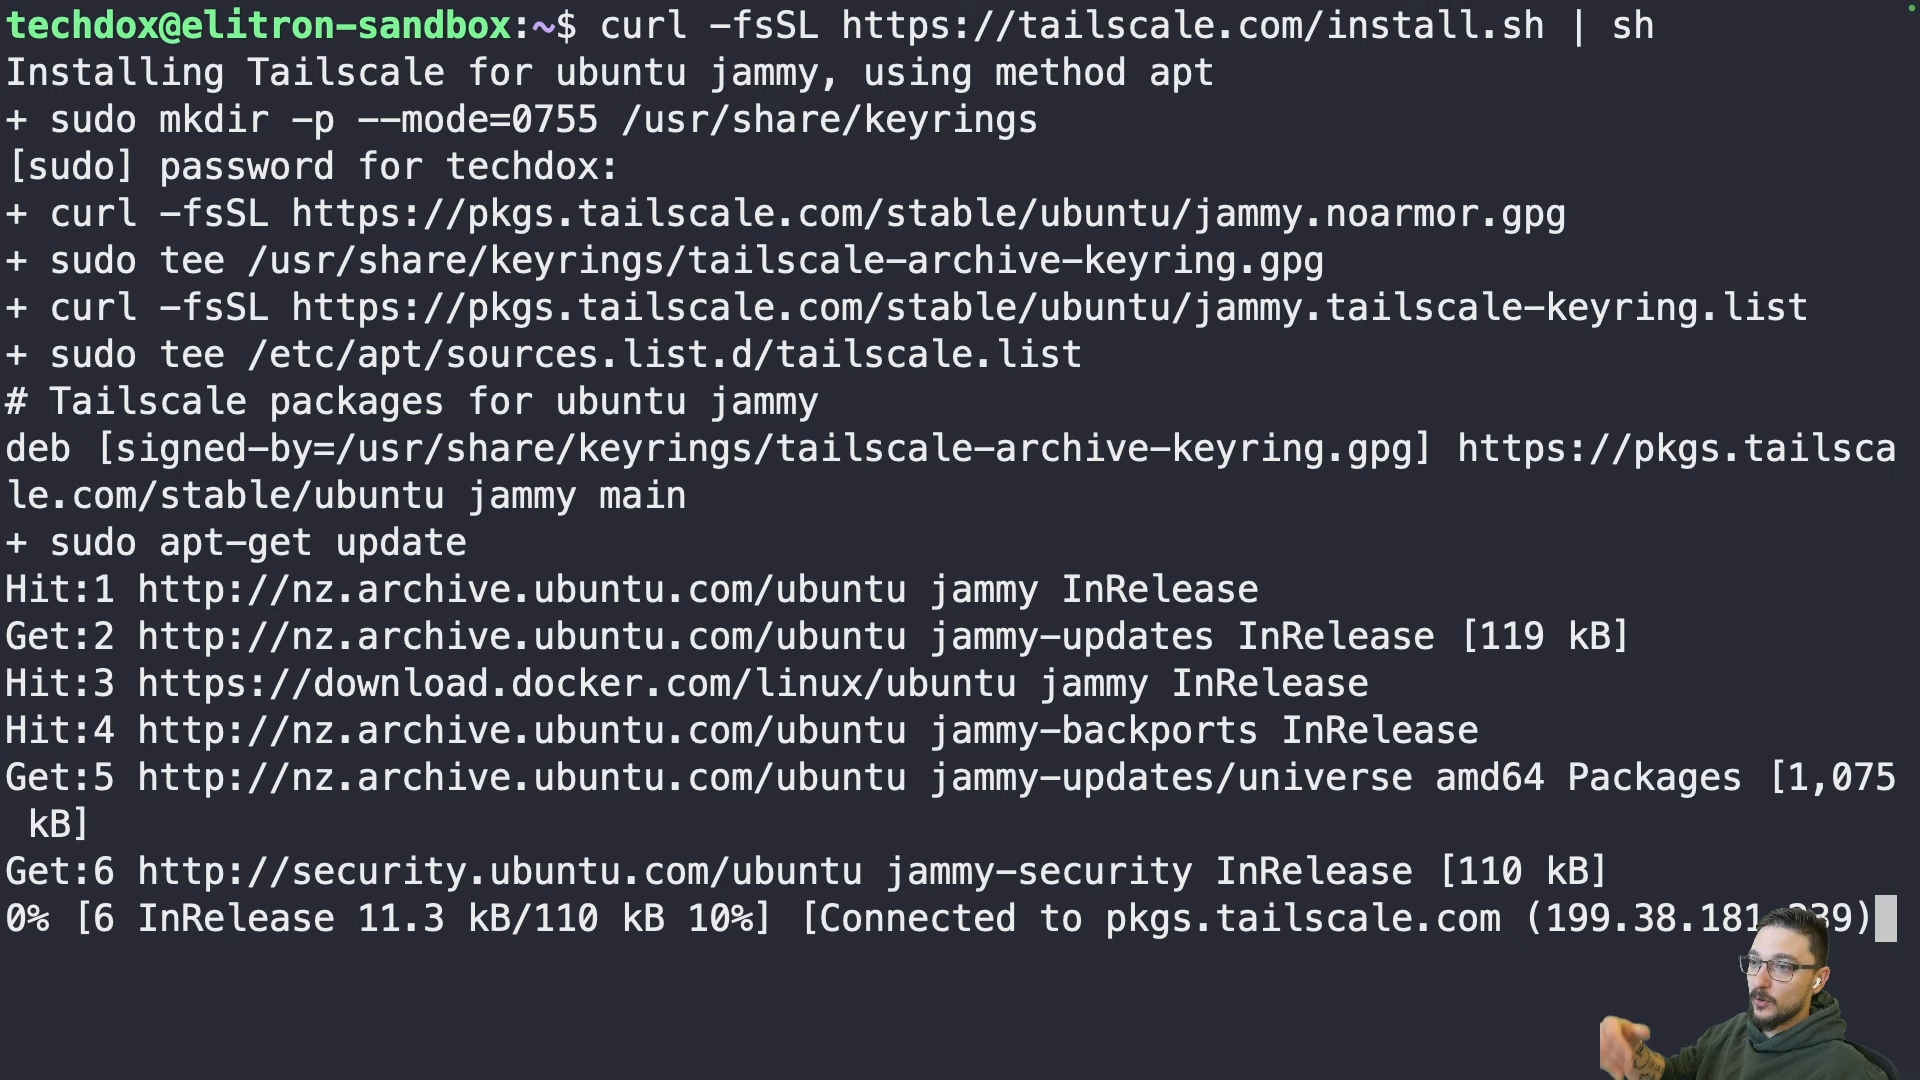 techdox@elitron-sandbox:~$ curl -fsSL https://tailscale.com/install.sh | sh
Installing Tailscale for ubuntu jammy, using method apt
+ sudo mkdir -p --mode=0755 /usr/share/keyrings
[sudo] password for techdox:
+ curl -fsSL https://pkgs.tailscale.com/stable/ubuntu/jammy.noarmor.gpg
+ sudo tee /usr/share/keyrings/tailscale-archive-keyring.gpg
+ curl -fsSL https://pkgs.tailscale.com/stable/ubuntu/jammy.tailscale-keyring.list
+ sudo tee /etc/apt/sources.list.d/tailscale.list
# Tailscale packages for ubuntu jammy
deb [signed-by=/usr/share/keyrings/tailscale-archive-keyring.gpg] https://pkgs.tailsca
le.com/stable/ubuntu jammy main
+ sudo apt-get update
Hit:1 http://nz.archive.ubuntu.com/ubuntu jammy InRelease
Get:2 http://nz.archive.ubuntu.com/ubuntu jammy-updates InRelease [119 kB]
Hit:3 https://download.docker.com/linux/ubuntu jammy InRelease
Hit:4 http://nz.archive.ubuntu.com/ubuntu jammy-backports InRelease
Get:5 http://nz.archive.ubuntu.com/ubuntu jammy-updates/universe amd64 Packages [1,075
kB]
Get:6 http://security.ubuntu.com/ubuntu jammy-security InRelease [110 kB]
0% [6 InRelease 11.3 kB/110 kB 10%] [Connected to pkgs.tailscale.com